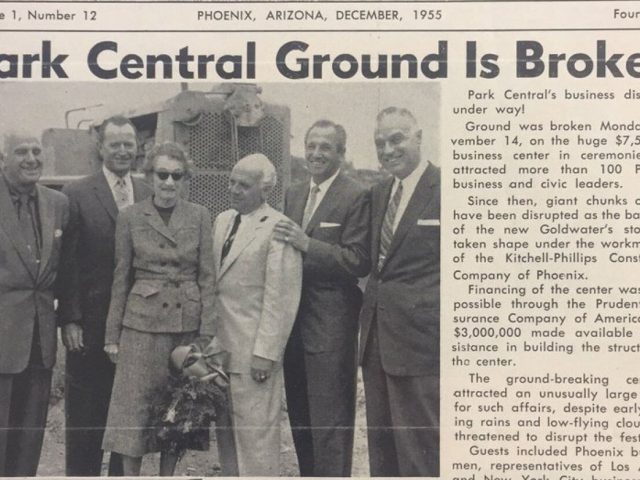 e 1, Number 12
PHOENIX, ARIZONA, DECEMBER, 1955
Four
ark Central Ground Is Broke
Park Central's business dis
under way!
Ground was broken Monda
vember 14, on the huge $7,5
business center in ceremonie
attracted more than 100 P
business and civic leaders.
Since then, giant chunks o
have been disrupted as the ba
of the new Goldwater's sto
taken shape under the workm
of the Kitchell-Phillips Const
Company of Phoenix.
Financing of the center was
possible through the Prudent
surance Company of America
$3,000,000 made available
sistance in building the struct
the center.
The ground-breaking ce
attracted an unusually large
for such affairs, despite early
ing rains and low-flying clou
threatened to disrupt the fest
Guests included Phoenix bu
men, representatives of Los A
and New York City busine